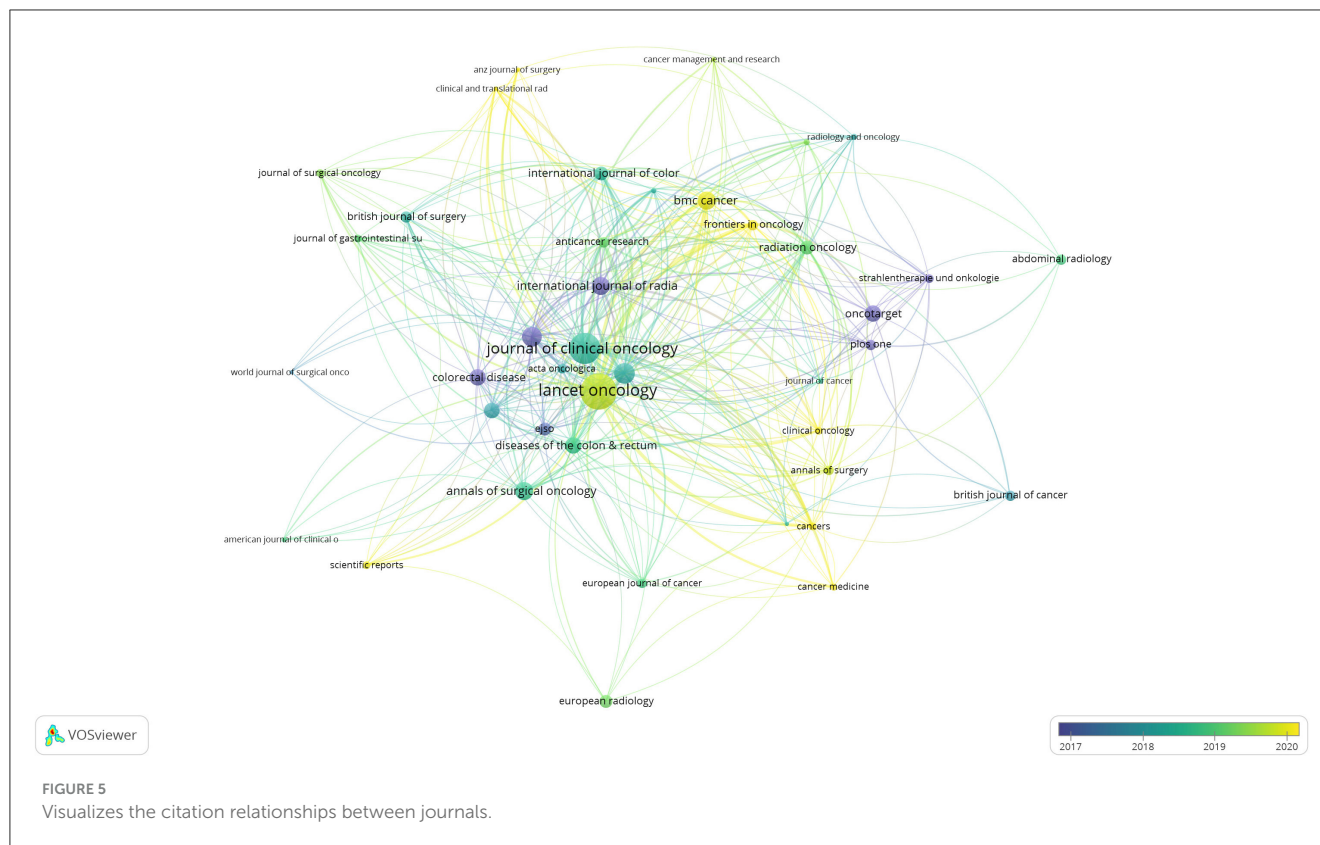 anz journal of surgery
cancer management and research
clinical and translational rad
radiology and oncology
journal of surgical oncology
international journal of color
bmc cancer
british journal of surgery
frontiers in oncology
journal of gastrointestinal su
anticancer research
radiation oncology
abdominal radiology
strahlentherapie und onkologie
international journal of radia
oncotarget
plos one
journal of clinical oncology
acta oncologica
world journal of surgical onco
colorectal disease
journal of cancer
lancet oncology
ejso
clinical oncology
diseases of the colon & rectum
annals of surgery
annals of surgical oncology
british journal of cancer
cancers
american journal of clinical o
scientific reports
european journal of cancer
cancer medicine
european radiology
VOSviewer
2017 2018 2019 2020
FIGURE 5
Visualizes the citation relationships between journals.